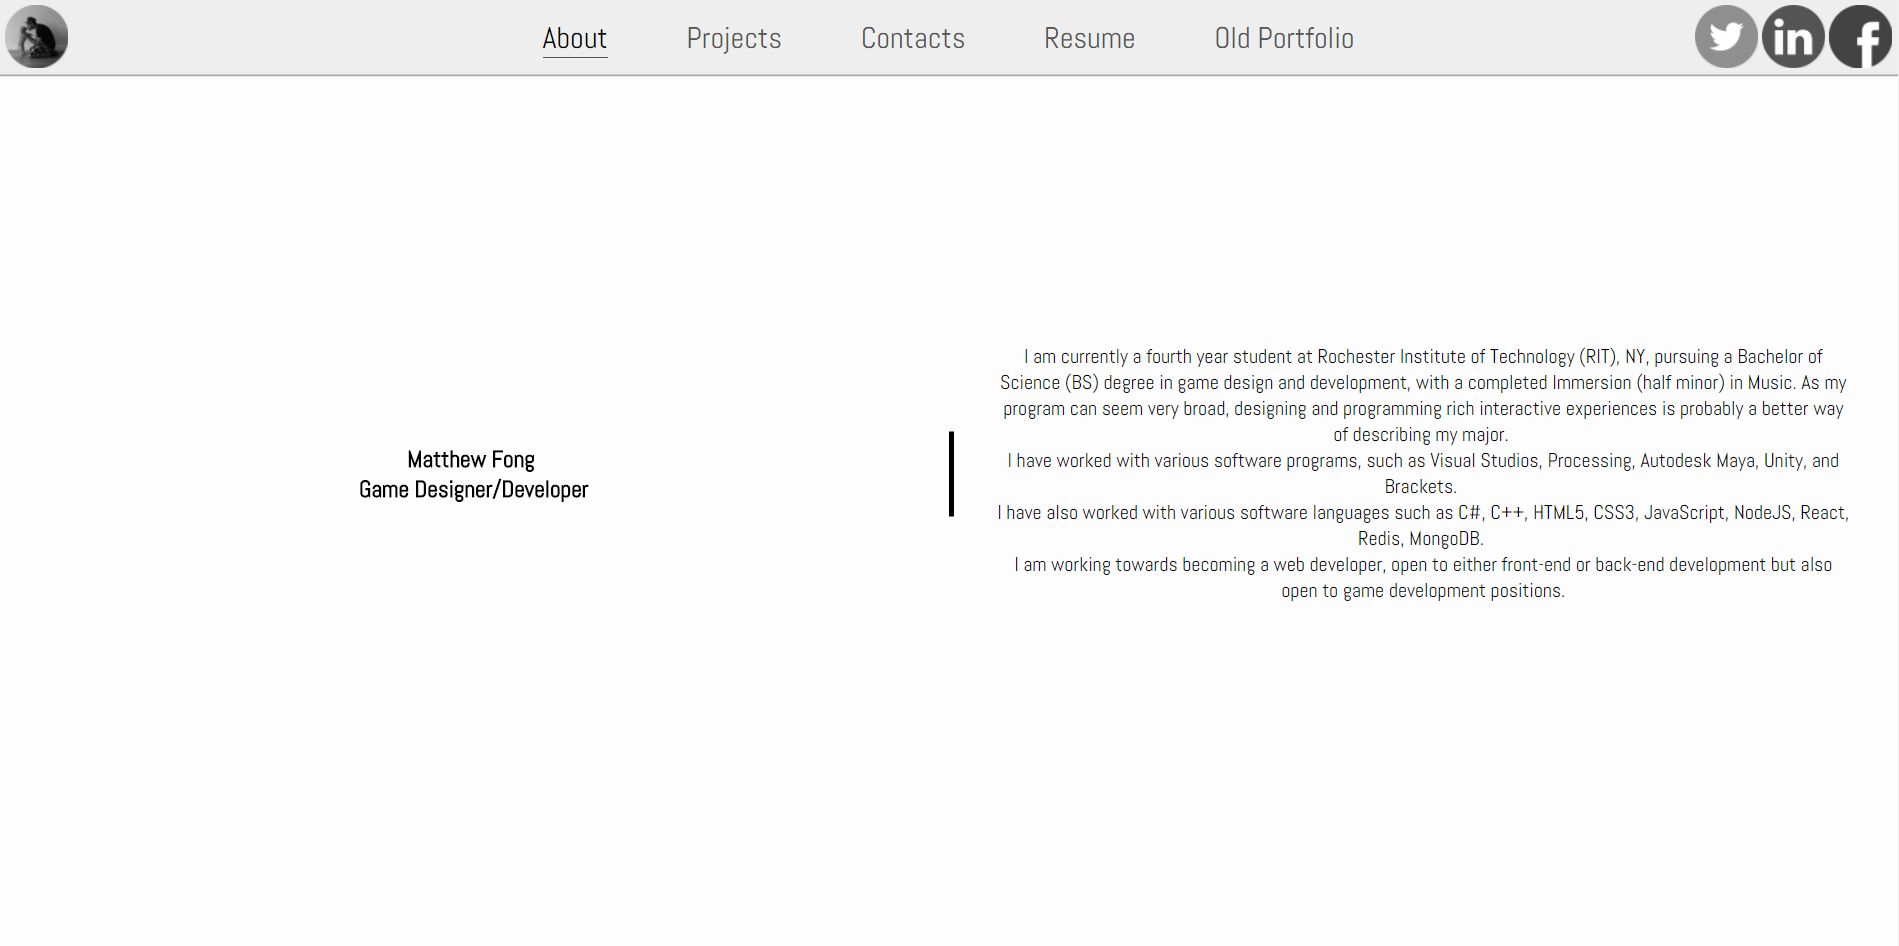 About
Projects
Contacts
Resume
Old Portfolio
in
f
Matthew Fong
Game Designer/Developer
I am currently a fourth year student at Rochester Institute of Technology (RIT), NY, pursuing a Bachelor of
Science (BS) degree in game design and development, with a completed Immersion (half minor) in Music. As my
program can seem very broad, designing and programming rich interactive experiences is probably a better way
of describing my major.
I have worked with various software programs, such as Visual Studios, Processing, Autodesk Maya, Unity, and
Brackets.
I have also worked with various software languages such as C#, C++, HTML5, CSS3, JavaScript, NodeJS, React,
Redis, MongoDB.
I am working towards becoming a web developer, open to either front-end or back-end development but also
open to game development positions.